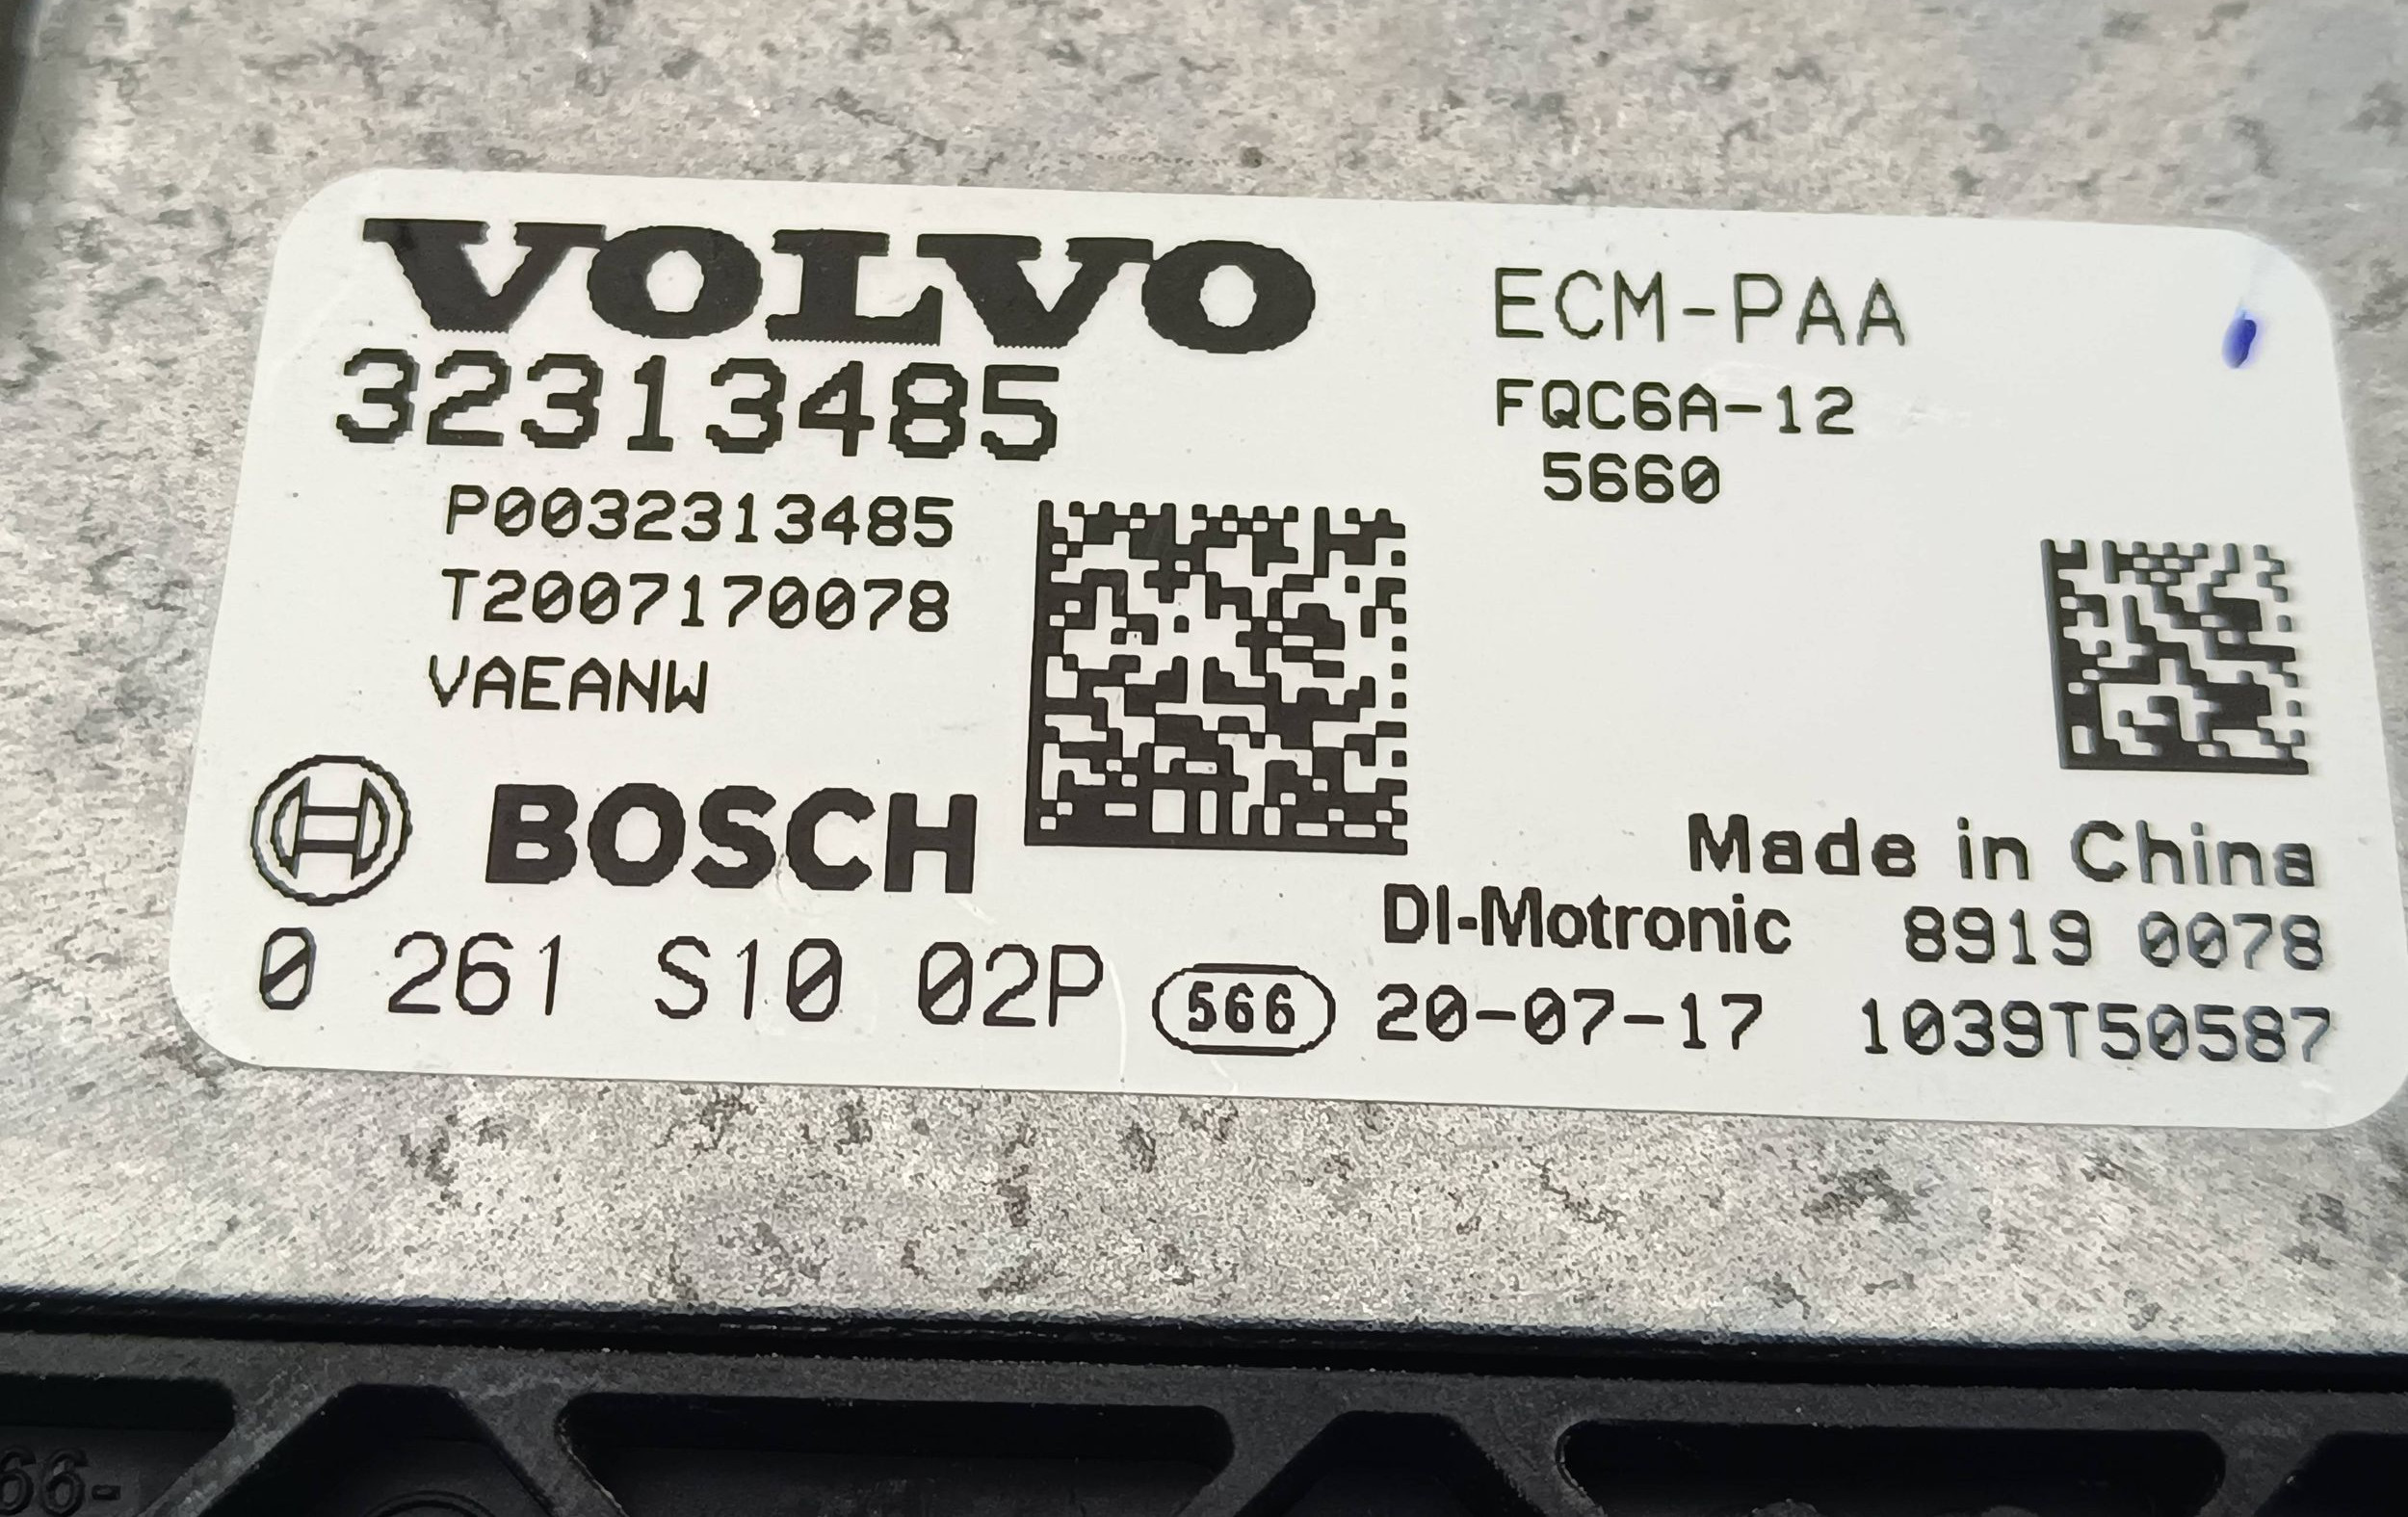 VOLVO
32313485
P0032313485
T2007170078
VAEANW
ECM-PAA
FQC6A-12
5660
BOSCH
0 261 S10 02P
566
Made in China
DI-Motronic 8919 0078
20-07-17 1039T50587
66-